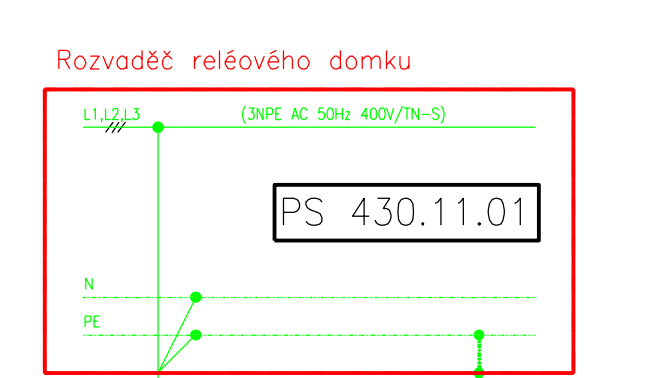 Rozvaděč reléového domku
L1,L2,L3 (3NPE AC 50Hz 400V/TN-S)
PS 430.11.01
N
PE